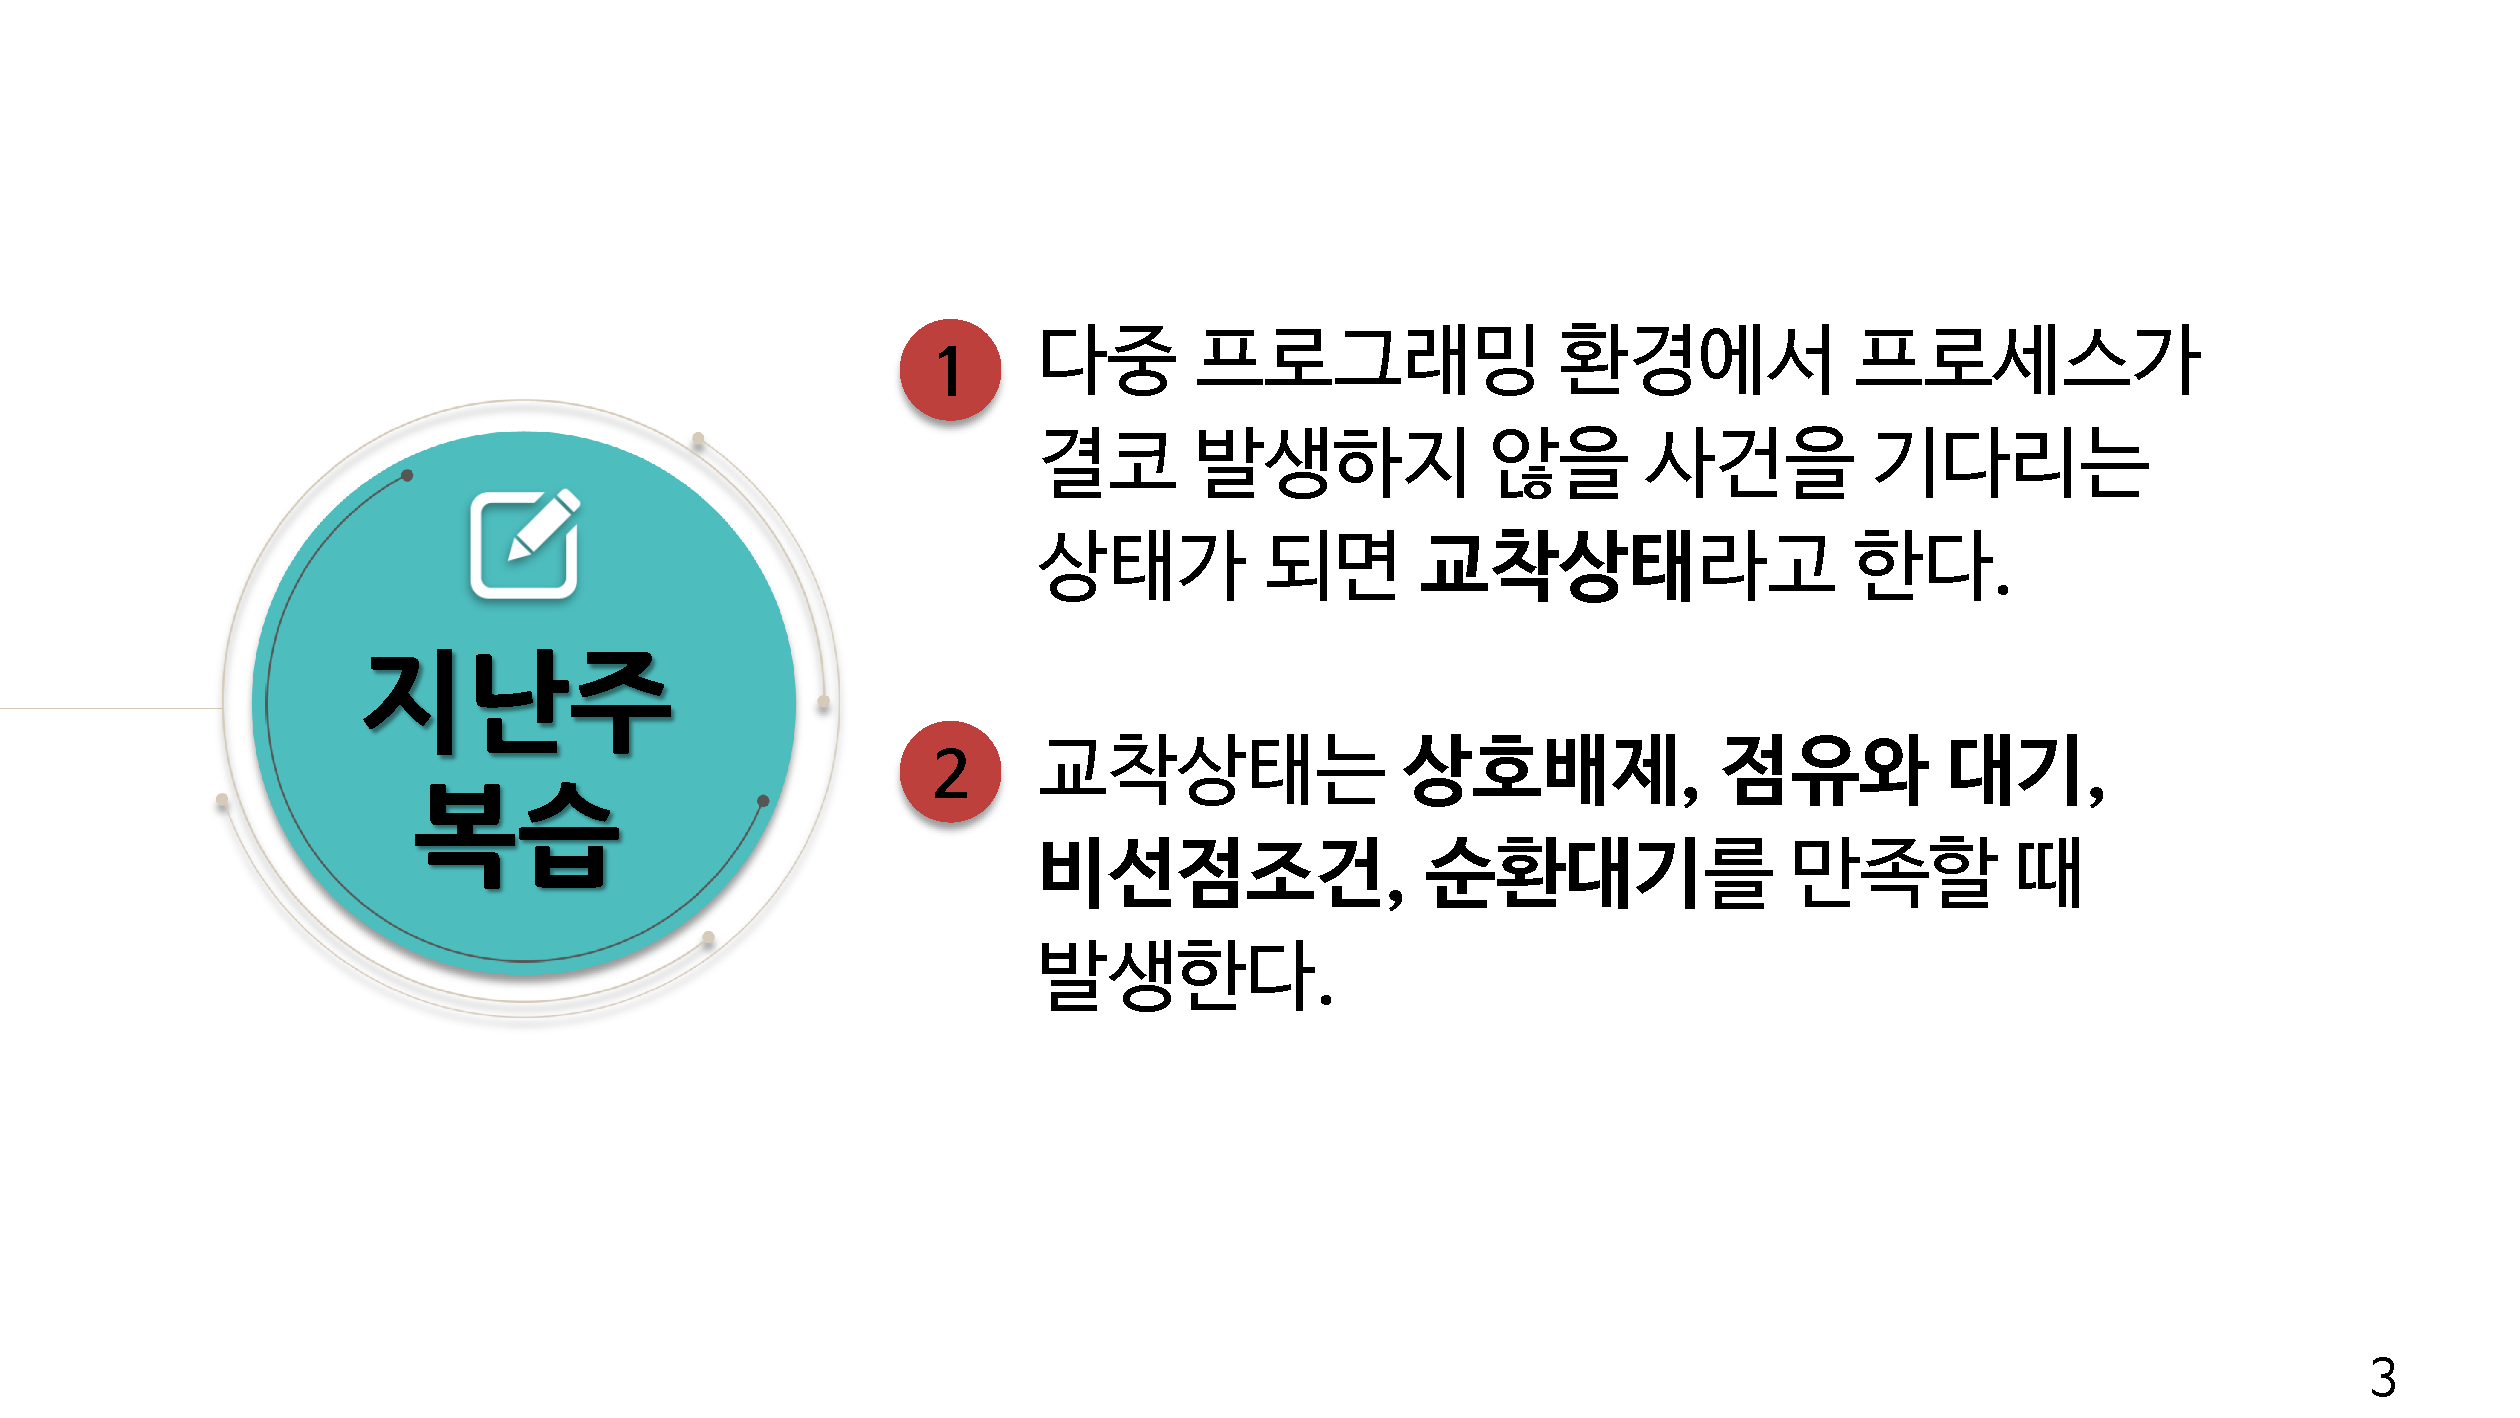 지난주
복습
1
다중 프로그래밍 환경에서 프로세스가
결코 발생하지 않을 사건을 기다리는
상태가 되면 교착상태라고 한다.
2
교착상태는 상호배제, 점유와 대기,
비선점조건, 순환대기를 만족할 때
발생한다.
3